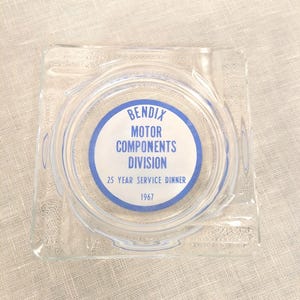 BENDIX
MOTOR
COMPONENTS
DIVISION
25 YEAR SERVICE DINNER
1967